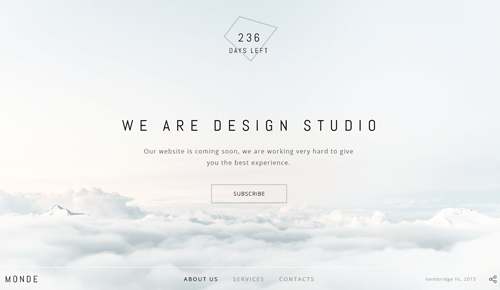 236
DAYS LEFT
WE ARE DESIGN STUDIO
Our website is coming soon, we are working very hard to give
you the best experience.
SUBSCRIBE
MONDE
ABOUT US SERVICES CONTACTS
newbridge llc, 2015